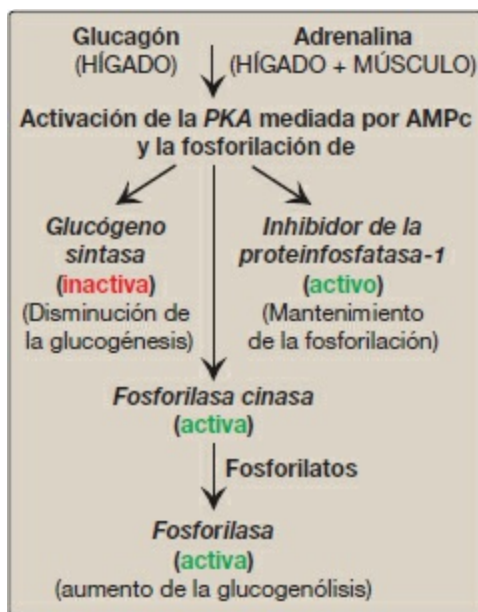 Glucagón
(HÍGADO)
Adrenalina
(HÍGADO + MÚSCULO)
Activación de la PKA mediada por AMPc
y la fosforilación de
Glucógeno
sintasa
(inactiva)
(Disminución de
la glucogénesis)
Inhibidor de la
proteinfosfatasa-1
(activo)
(Mantenimiento
de la fosforilación)
Fosforilasa cinasa
(activa)
Fosforilatos
Fosforilasa
(activa)
(aumento de la glucogenólisis)